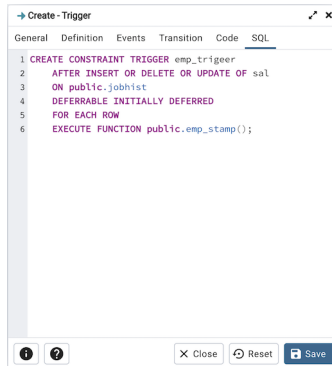 Create - Trigger
General Definition Events Transition Code SQL
1 CREATE CONSTRAINT TRIGGER emp_trigeer
2 AFTER INSERT OR DELETE OR UPDATE OF sal
3 ON public.jobhist
4 DEFERRABLE INITIALLY DEFERRED
5 FOR EACH ROW
6 EXECUTE FUNCTION public.emp_stamp();
Close Reset Save